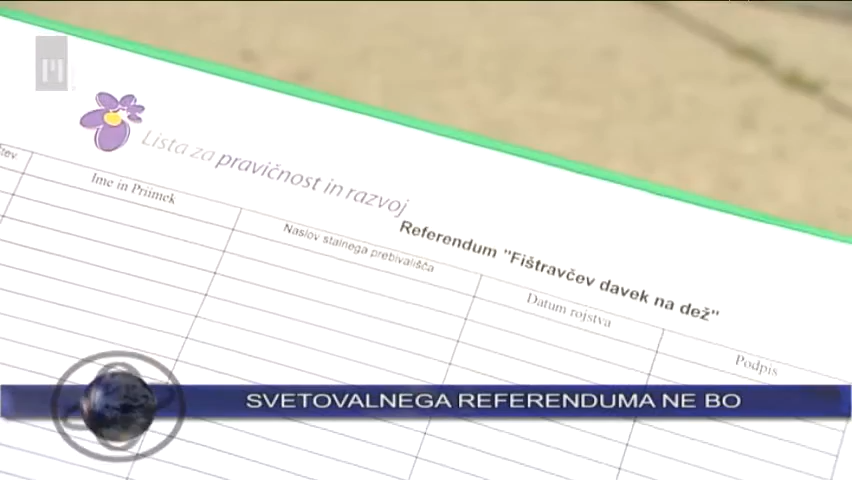 Lista za pravičnost in razvoj
Referendum "Fištravčev davek na dež"
Ime in Priimek
Naslov stalnega prebivališča
Datum rojstva
Podpis
SVETOVALNEGA REFERENDUMA NE BO